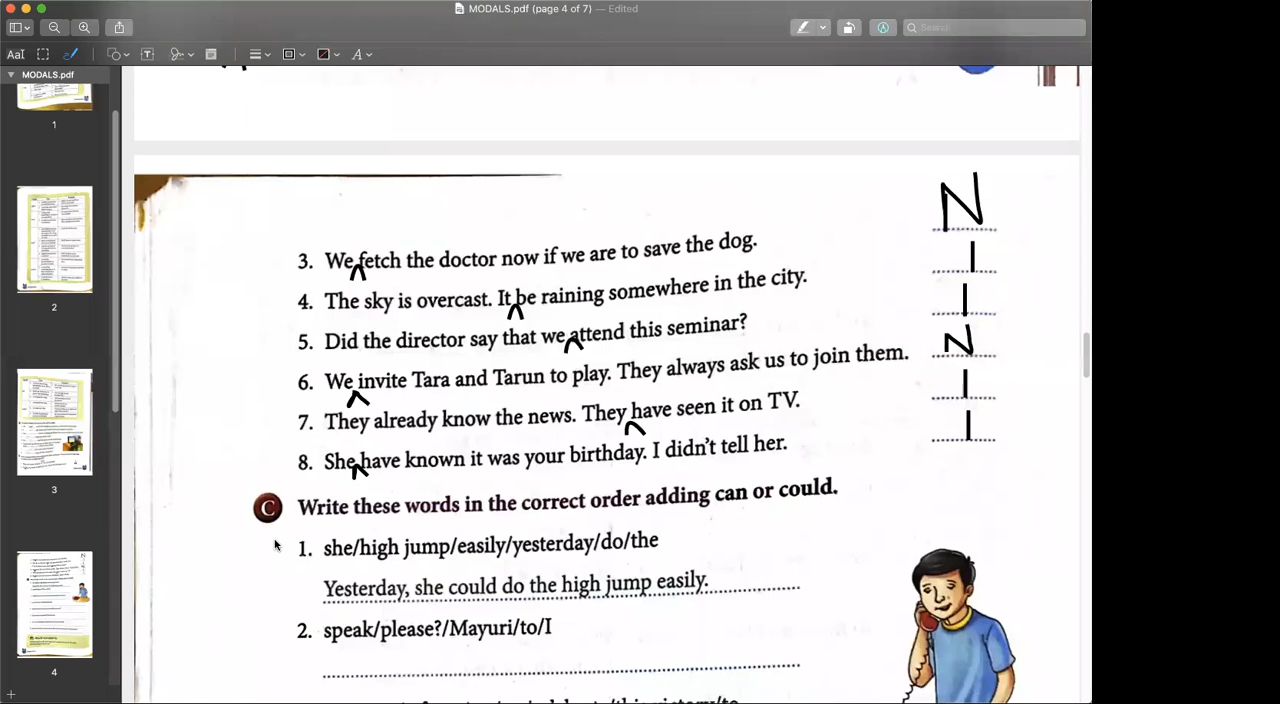 MODALS.pdf (page 4 of 7) — Edited
Search
AaI
A
MODALS.pdf
1
2
3
4
N
3. We fetch the doctor now if we are to save the dog.
I
4. The sky is overcast. It be raining somewhere in the city.
I
5. Did the director say that we attend this seminar?
N
6. We invite Tara and Tarun to play. They always ask us to join them.
I
7. They already know the news. They have seen it on TV.
I
8. She have known it was your birthday. I didn't tell her.
C Write these words in the correct order adding can or could.
1. she/high jump/easily/yesterday/do/the
Yesterday, she could do the high jump easily.
2. speak/please?/Mayuri/to/I